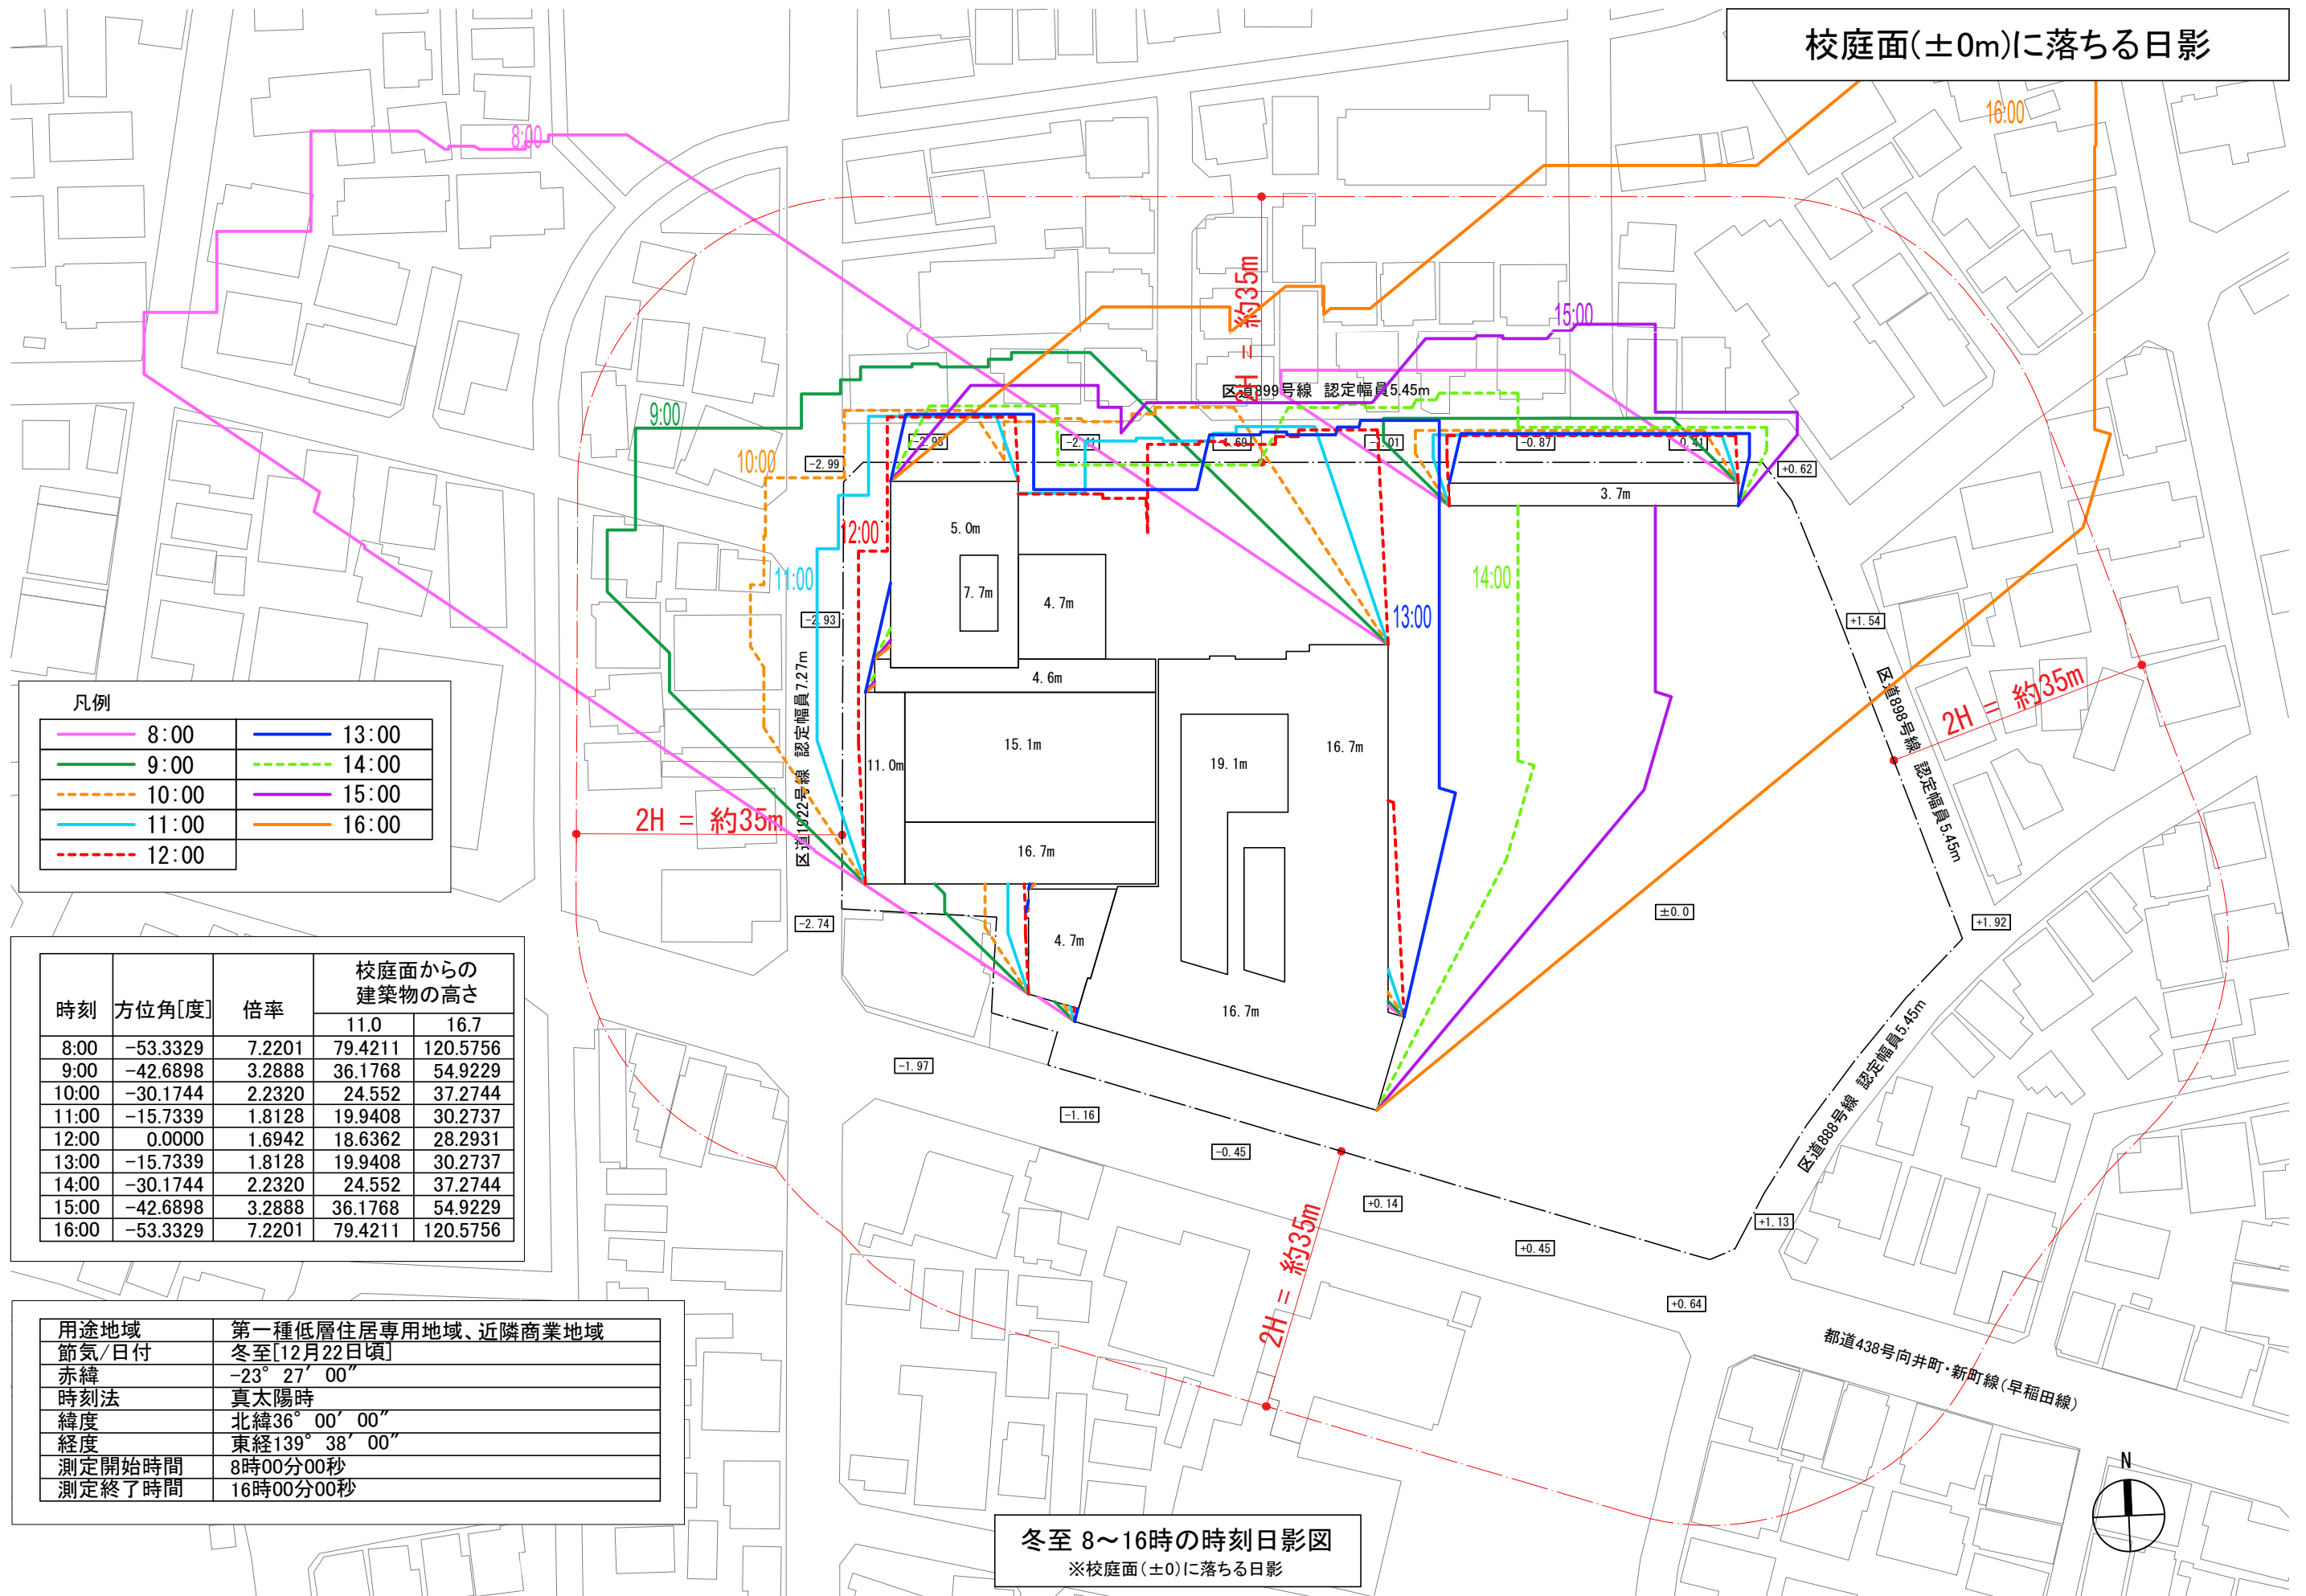 校庭面(±0m)に落ちる日影
8:00
16:00
2H = 約35m
15:00
区道899号線 認定幅員5.45m
9:00
10:00
-2.99
-2.41
-1.01
-0.87
-0.41
+0.62
3.7m
12:00
5.0m
11:00
7.7m
4.7m
14:00
13:00
-2.93
+1.54
4.6m
区道1922号線 認定幅員7.27m
区道898号線 認定幅員5.45m
2H = 約35m
15.1m
16.7m
11.0m
19.1m
2H = 約35m
16.7m
4.7m
±0.0
+1.92
-2.74
16.7m
区道888号線 認定幅員5.45m
-1.97
-1.16
-0.45
+0.14
+0.45
+1.13
+0.64
2H = 約35m
都道438号向井町・新町線(早稲田線)
N
凡例
8:00 13:00
9:00 14:00
10:00 15:00
11:00 16:00
12:00
時刻 方位角[度] 倍率 校庭面からの
建築物の高さ
11.0 16.7
8:00 -53.3329 7.2201 79.4211 120.5756
9:00 -42.6898 3.2888 36.1768 54.9229
10:00 -30.1744 2.2320 24.552 37.2744
11:00 -15.7339 1.8128 19.9408 30.2737
12:00 0.0000 1.6942 18.6362 28.2931
13:00 -15.7339 1.8128 19.9408 30.2737
14:00 -30.1744 2.2320 24.552 37.2744
15:00 -42.6898 3.2888 36.1768 54.9229
16:00 -53.3329 7.2201 79.4211 120.5756
用途地域 第一種低層住居専用地域、近隣商業地域
節気/日付 冬至[12月22日頃]
赤緯 -23° 27′ 00″
時刻法 真太陽時
緯度 北緯36° 00′ 00″
経度 東経139° 38′ 00″
測定開始時間 8時00分00秒
測定終了時間 16時00分00秒
冬至 8～16時の時刻日影図
※校庭面(±0)に落ちる日影